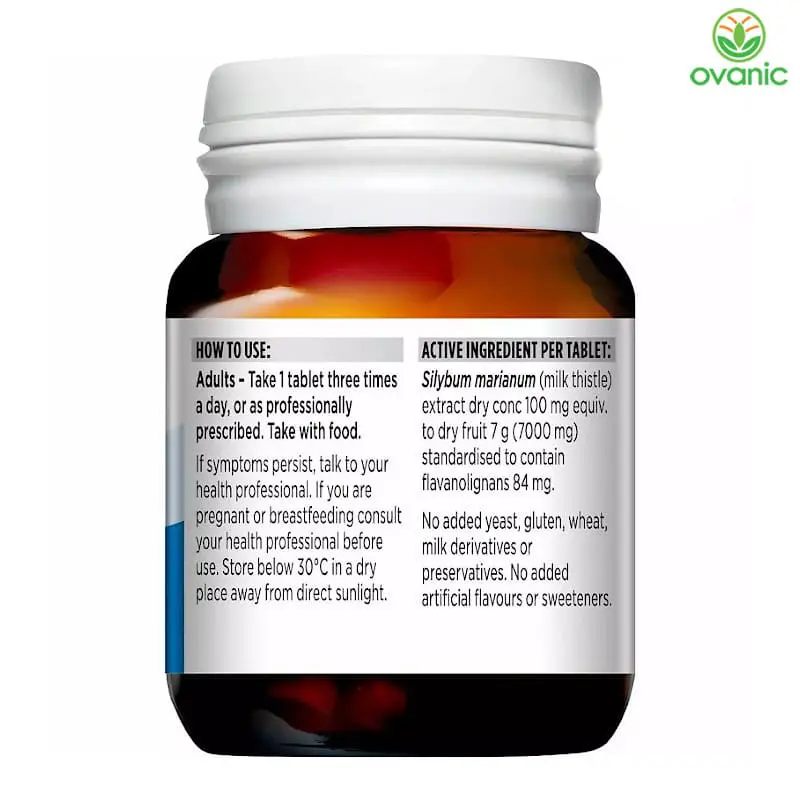 ovanic
HOW TO USE:
Adults - Take 1 tablet three times
a day, or as professionally
prescribed. Take with food.
If symptoms persist, talk to your
health professional. If you are
pregnant or breastfeeding consult
your health professional before
use. Store below 30°C in a dry
place away from direct sunlight.
ACTIVE INGREDIENT PER TABLET:
Silybum marianum (milk thistle)
extract dry conc 100 mg equiv.
to dry fruit 7 g (7000 mg)
standardised to contain
flavanolignans 84 mg.
No added yeast, gluten, wheat,
milk derivatives or
preservatives. No added
artificial flavours or sweeteners.